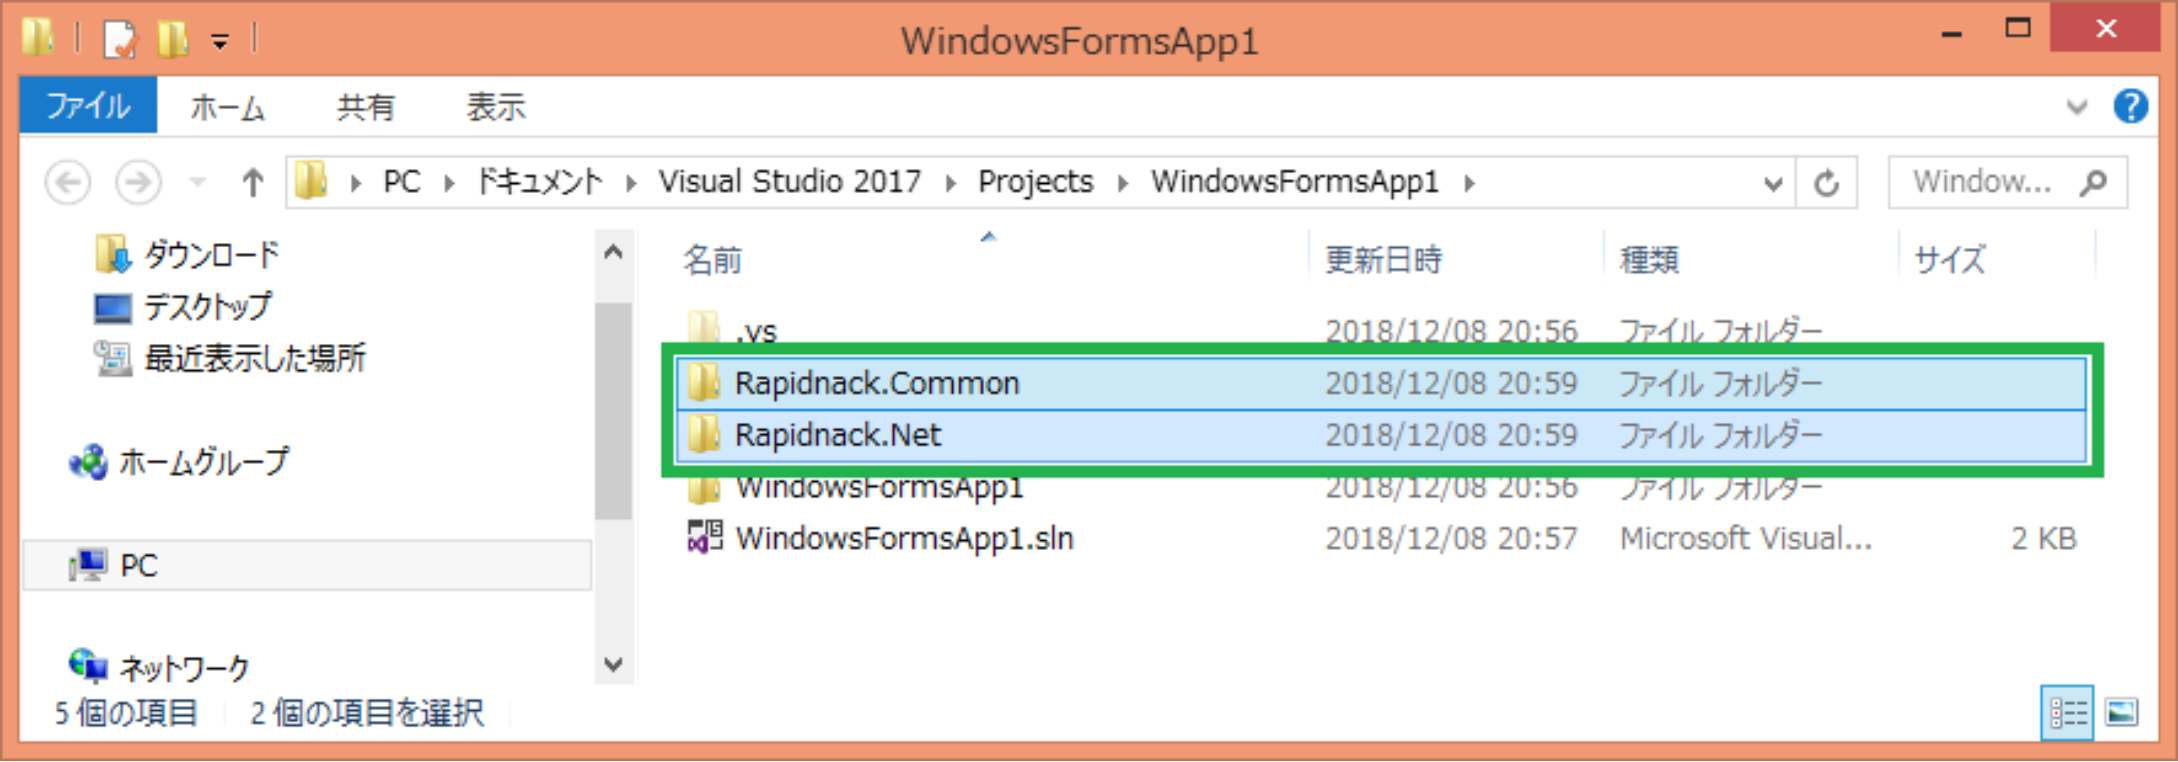 WindowsFormsApp1
ファイル ホーム 共有 表示
PC ドキュメント Visual Studio 2017 Projects WindowsFormsApp1 Window...
ダウンロード
デスクトップ
最近表示した場所
ホームグループ
PC
ネットワーク
名前 更新日時 種類 サイズ
.vs 2018/12/08 20:56 ファイル フォルダー
Rapidnack.Common 2018/12/08 20:59 ファイル フォルダー
Rapidnack.Net 2018/12/08 20:59 ファイル フォルダー
WindowsFormsApp1 2018/12/08 20:56 ファイル フォルダー
WindowsFormsApp1.sln 2018/12/08 20:57 Microsoft Visual... 2 KB
5 個の項目 2 個の項目を選択